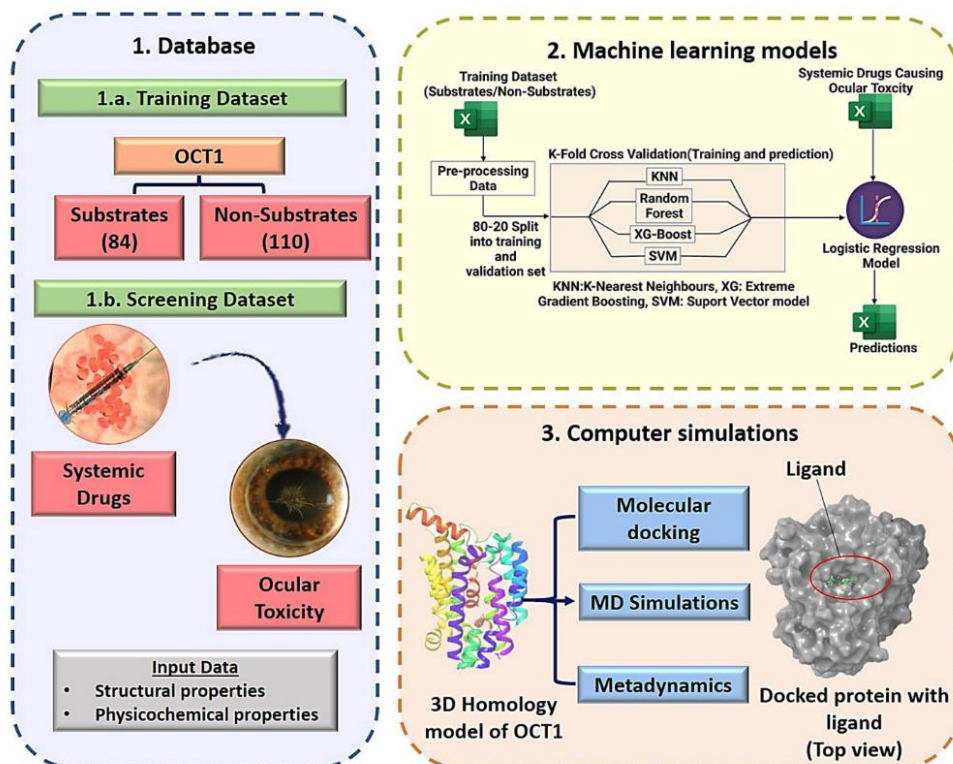 1. Database
1.a. Training Dataset
OCT1
Substrates
(84)
Non-Substrates
(110)
1.b. Screening Dataset
Systemic
Drugs
Ocular
Toxicity
Input Data
• Structural properties
• Physicochemical properties
2. Machine learning models
Training Dataset
(Substrates/Non-Substrates)
X
Pre-processing
Data
80-20 Split
into training
and
validation set
K-Fold Cross Validation(Training and prediction)
KNN
Random
Forest
XG-Boost
SVM
KNN:K-Nearest Neighbours, XG: Extreme
Gradient Boosting, SVM: Suport Vector model
Systemic Drugs Causing
Ocular Toxcity
X
Logistic Regression
Model
X
Predictions
3. Computer simulations
3D Homology
model of OCT1
Molecular
docking
MD Simulations
Metadynamics
Ligand
Docked protein with
ligand
(Top view)